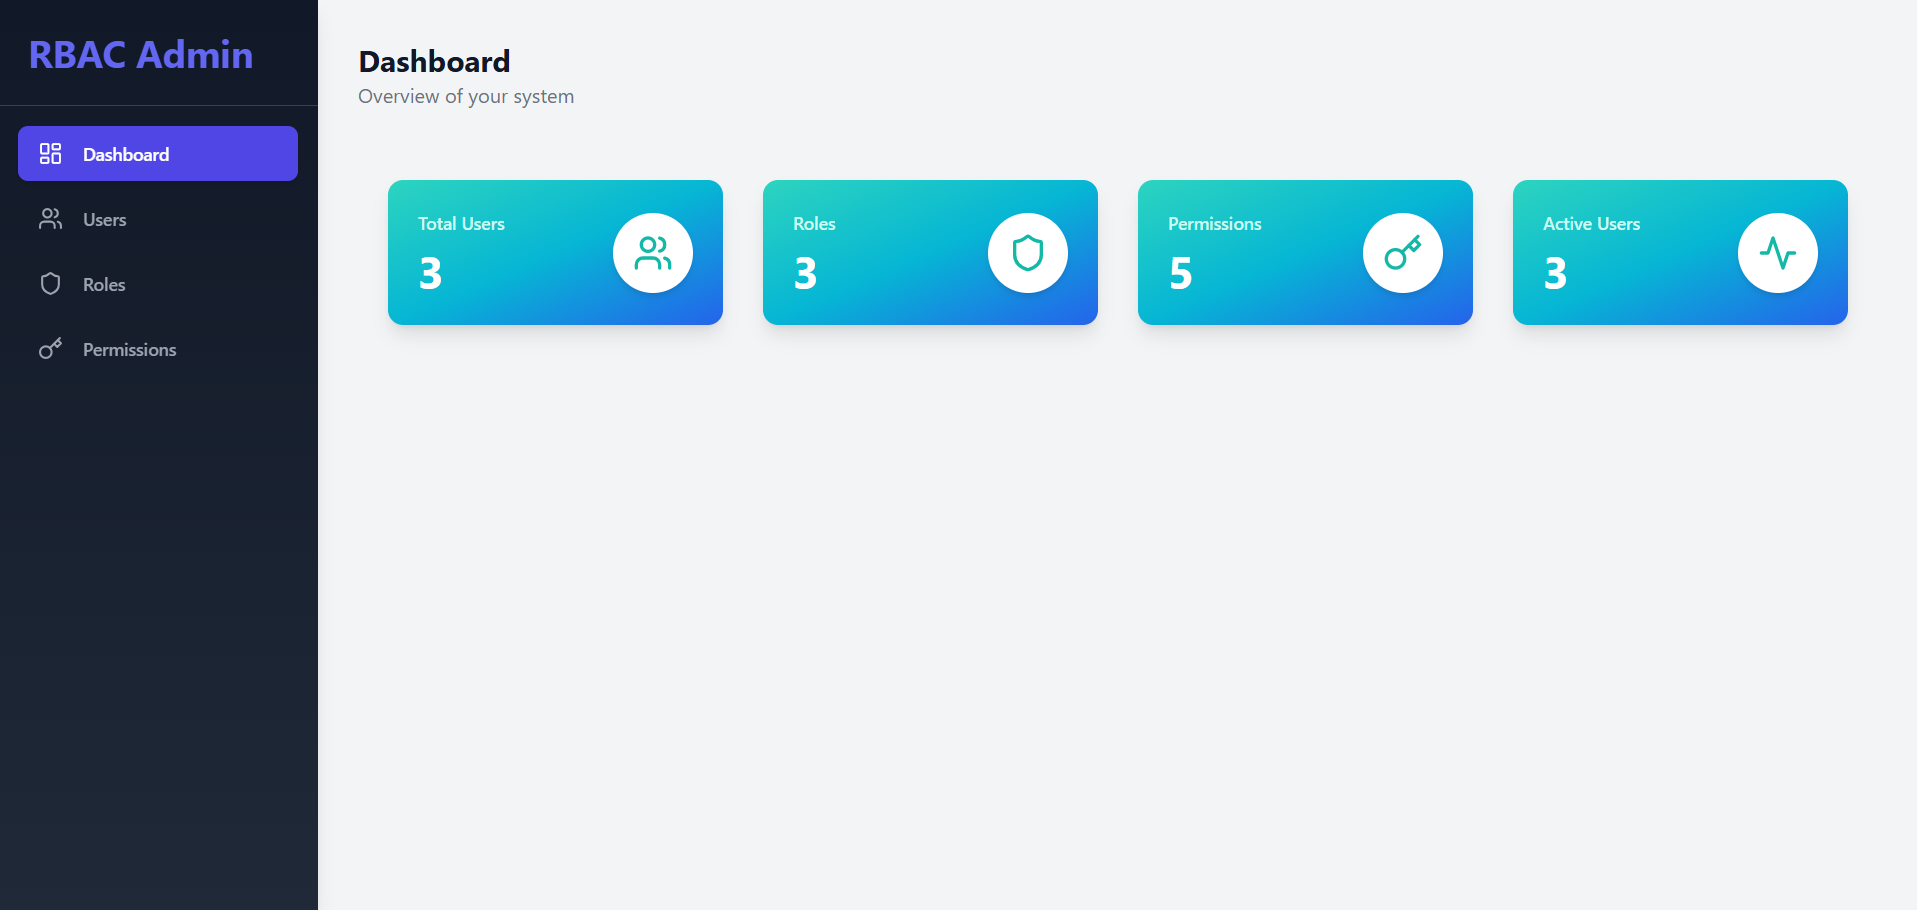 RBAC Admin
Dashboard
Users
Roles
Permissions
Dashboard
Overview of your system
Total Users
3
Roles
3
Permissions
5
Active Users
3